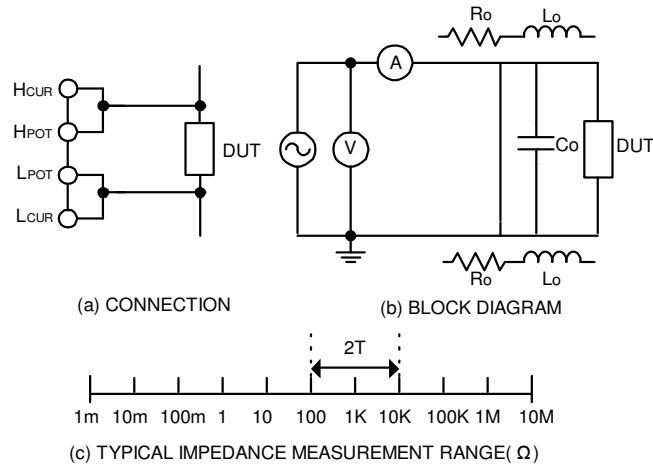 Ro Lo
HCUR
HPOT
LPOT
LCUR
DUT
A
V
Co
DUT
Ro Lo
(a) CONNECTION
(b) BLOCK DIAGRAM
2T
1m 10m 100m 1 10 100 1K 10K 100K 1M 10M
(c) TYPICAL IMPEDANCE MEASUREMENT RANGE( Ω )